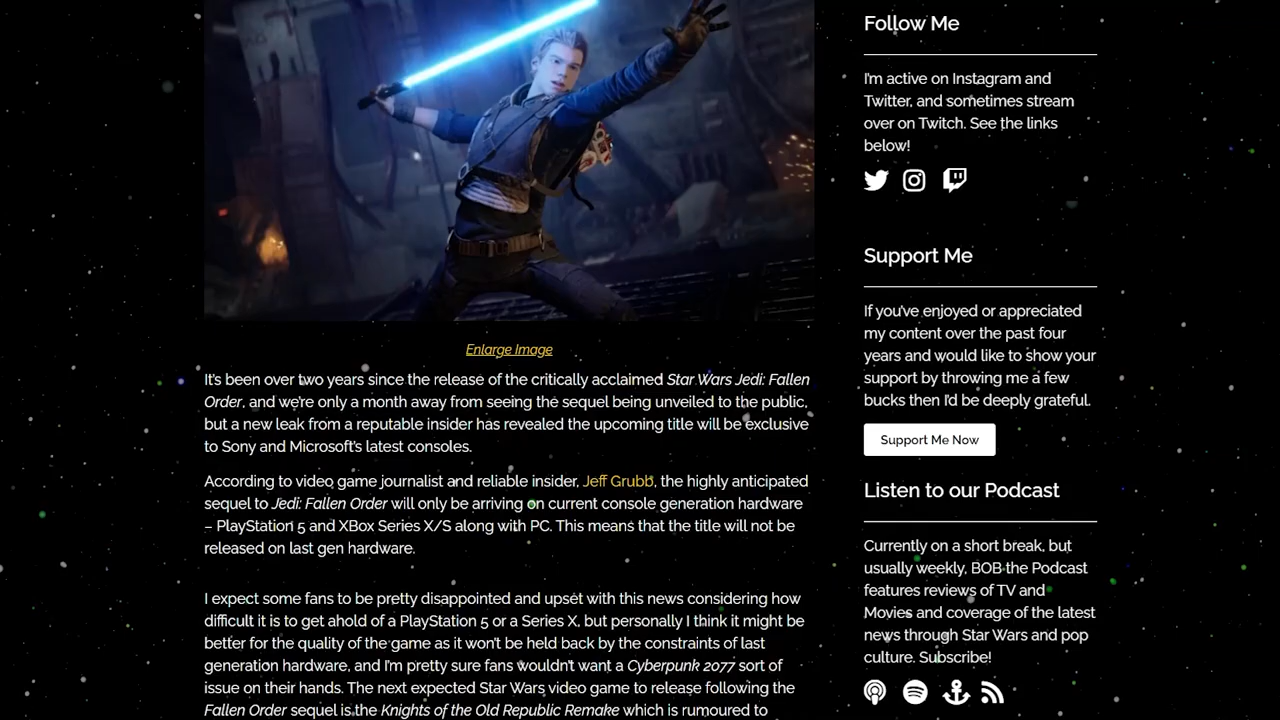 Enlarge Image
It's been over two years since the release of the critically acclaimed Star Wars Jedi: Fallen
Order, and we're only a month away from seeing the sequel being unveiled to the public,
but a new leak from a reputable insider has revealed the upcoming title will be exclusive
to Sony and Microsoft's latest consoles.
According to video game journalist and reliable insider, Jeff Grubb, the highly anticipated
sequel to Jedi: Fallen Order will only be arriving on current console generation hardware
– PlayStation 5 and XBox Series X/S along with PC. This means that the title will not be
released on last gen hardware.
I expect some fans to be pretty disappointed and upset with this news considering how
difficult it is to get ahold of a PlayStation 5 or a Series X, but personally I think it might be
better for the quality of the game as it won't be held back by the constraints of last
generation hardware, and I'm pretty sure fans wouldn't want a Cyberpunk 2077 sort of
issue on their hands. The next expected Star Wars video game to release following the
Fallen Order sequel is the Knights of the Old Republic Remake which is rumoured to
Follow Me
I'm active on Instagram and
Twitter, and sometimes stream
over on Twitch. See the links
below!
Support Me
If you've enjoyed or appreciated
my content over the past four
years and would like to show your
support by throwing me a few
bucks then I'd be deeply grateful.
Support Me Now
Listen to our Podcast
Currently on a short break, but
usually weekly, BOB the Podcast
features reviews of TV and
Movies and coverage of the latest
news through Star Wars and pop
culture. Subscribe!